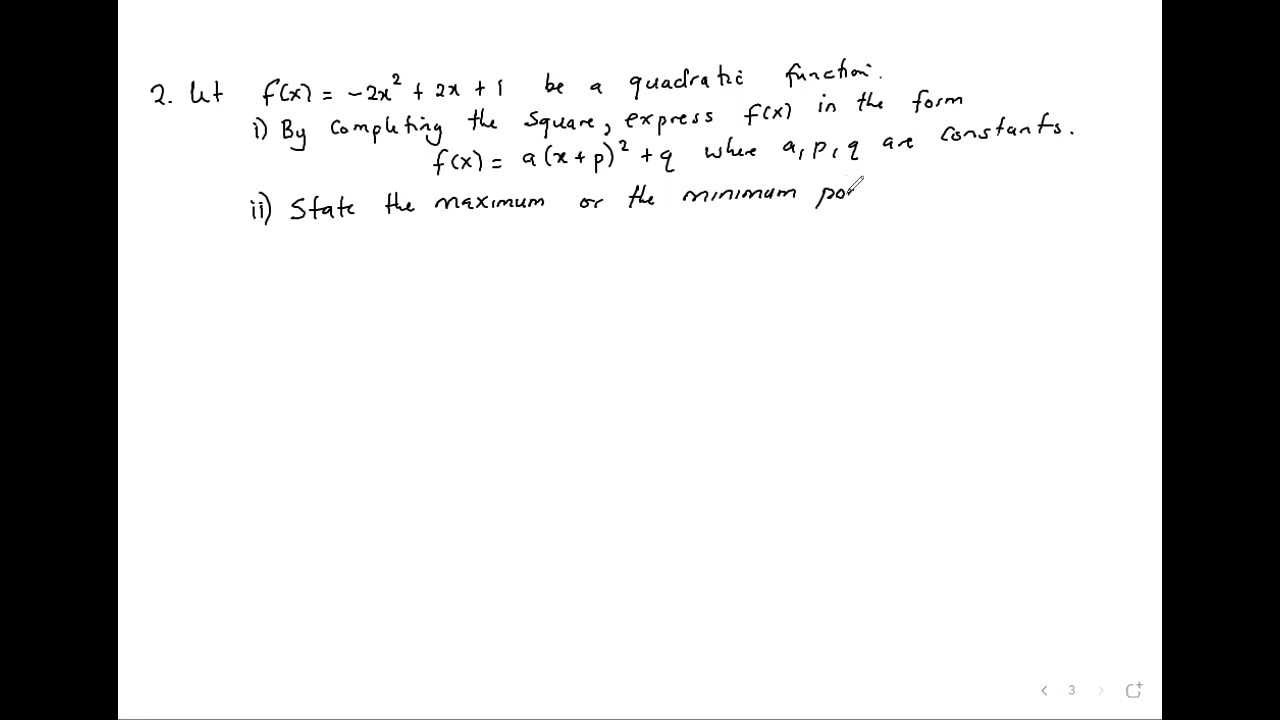 2. Let f(x) = -2x² + 2x + 1 be a quadratic function.
i) By completing the square, express f(x) in the form
f(x) = a(x + p)² + q where a, p, q are constants.
ii) State the maximum or the minimum po
3